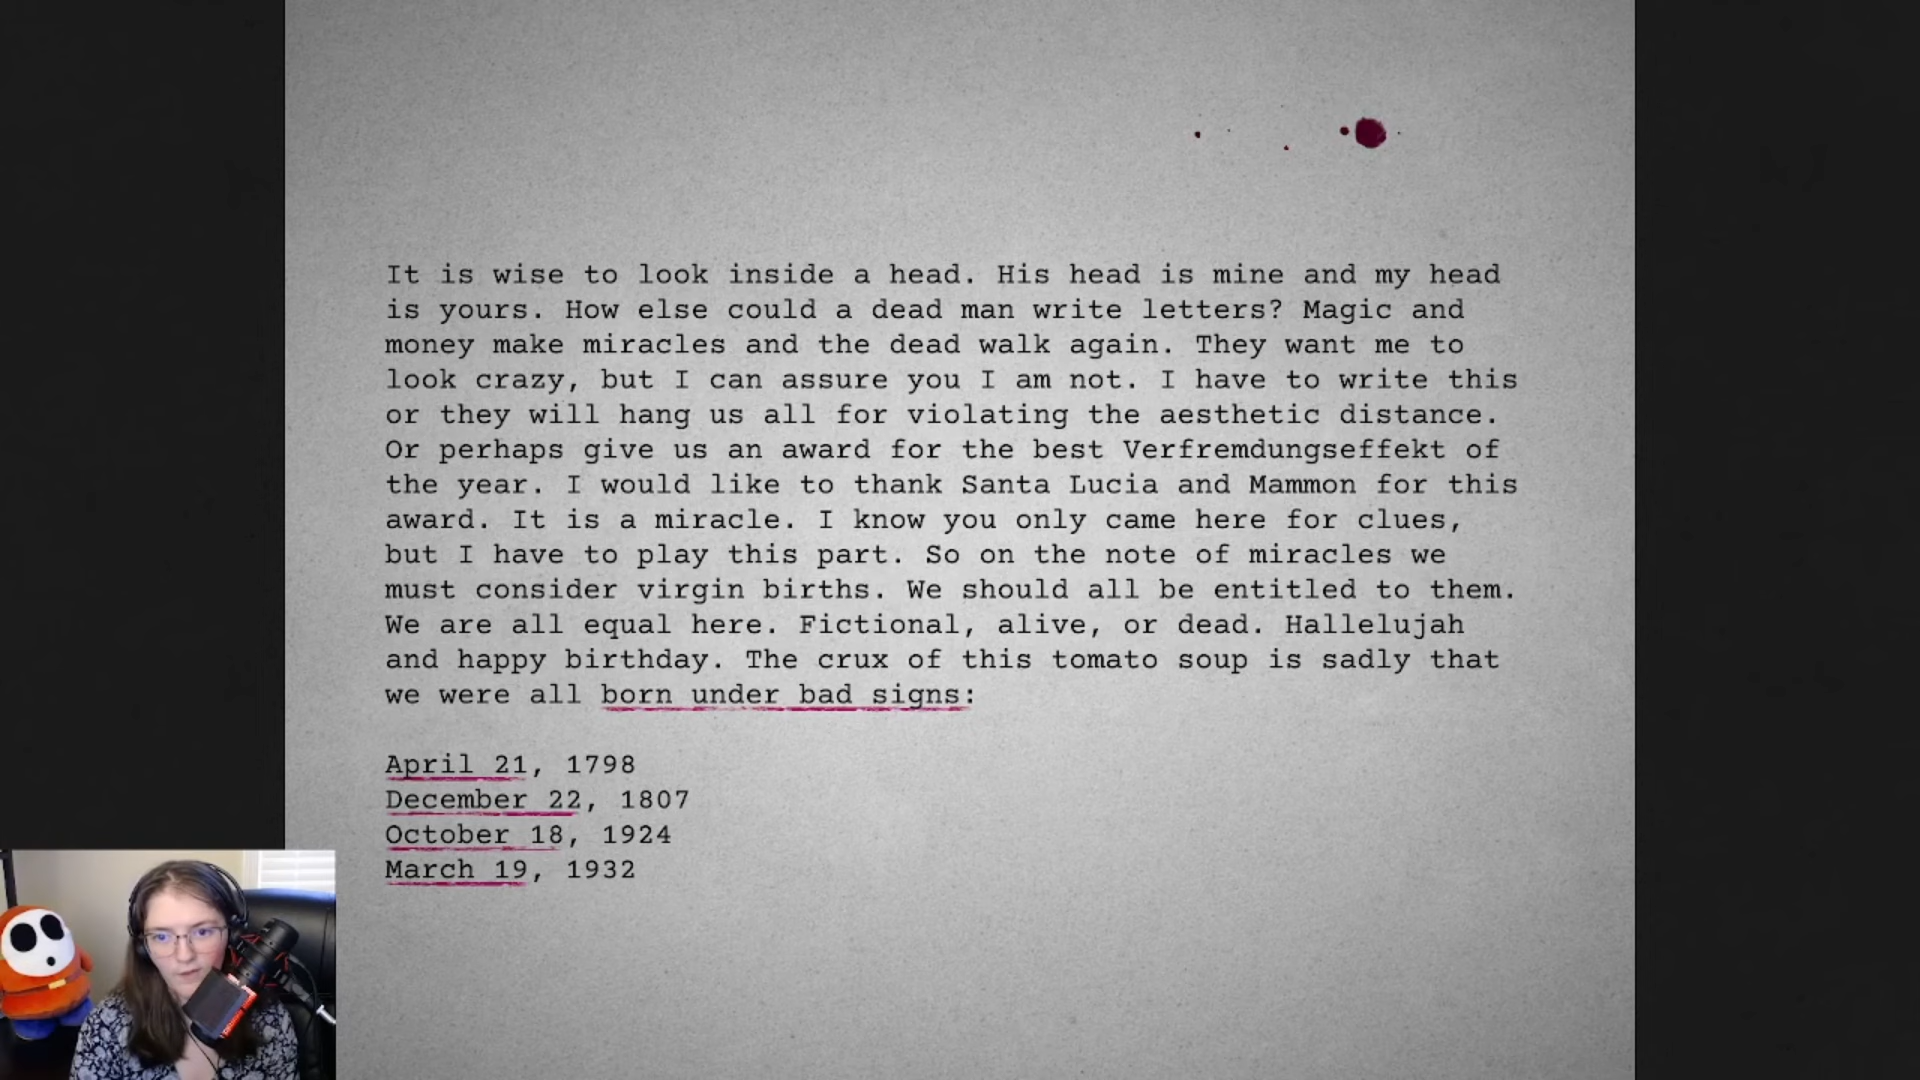 It is wise to look inside a head. His head is mine and my head
is yours. How else could a dead man write letters? Magic and
money make miracles and the dead walk again. They want me to
look crazy, but I can assure you I am not. I have to write this
or they will hang us all for violating the aesthetic distance.
Or perhaps give us an award for the best Verfremdungseffekt of
the year. I would like to thank Santa Lucia and Mammon for this
award. It is a miracle. I know you only came here for clues,
but I have to play this part. So on the note of miracles we
must consider virgin births. We should all be entitled to them.
We are all equal here. Fictional, alive, or dead. Hallelujah
and happy birthday. The crux of this tomato soup is sadly that
we were all born under bad signs:
April 21, 1798
December 22, 1807
October 18, 1924
March 19, 1932